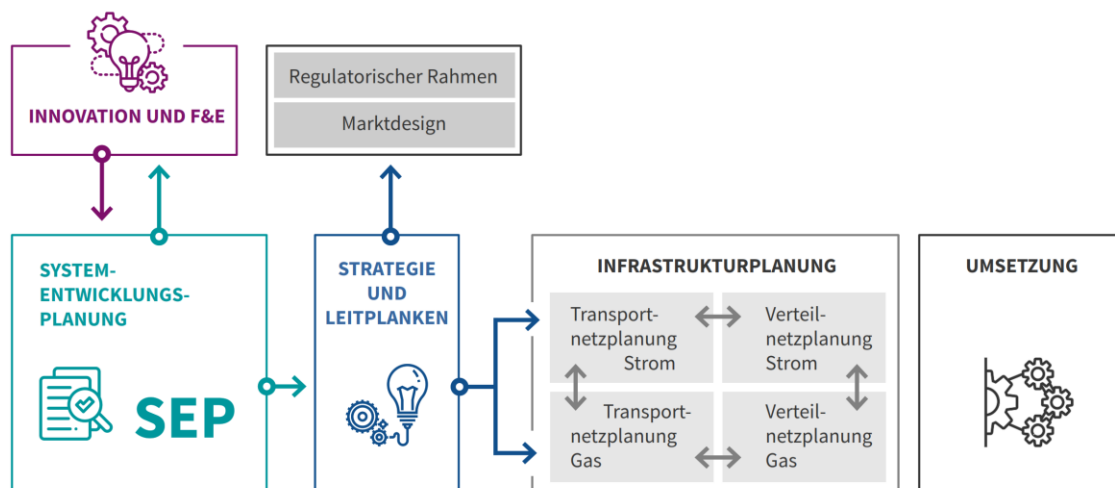 INNOVATION UND F&E
Regulatorischer Rahmen
Marktdesign
SYSTEM-
ENTWICKLUNGS-
PLANUNG
SEP
STRATEGIE
UND
LEITPLANKEN
INFRASTRUKTURPLANUNG
Transport-
netzplanung
Strom
Verteil-
netzplanung
Strom
Transport-
netzplanung
Gas
Verteil-
netzplanung
Gas
UMSETZUNG